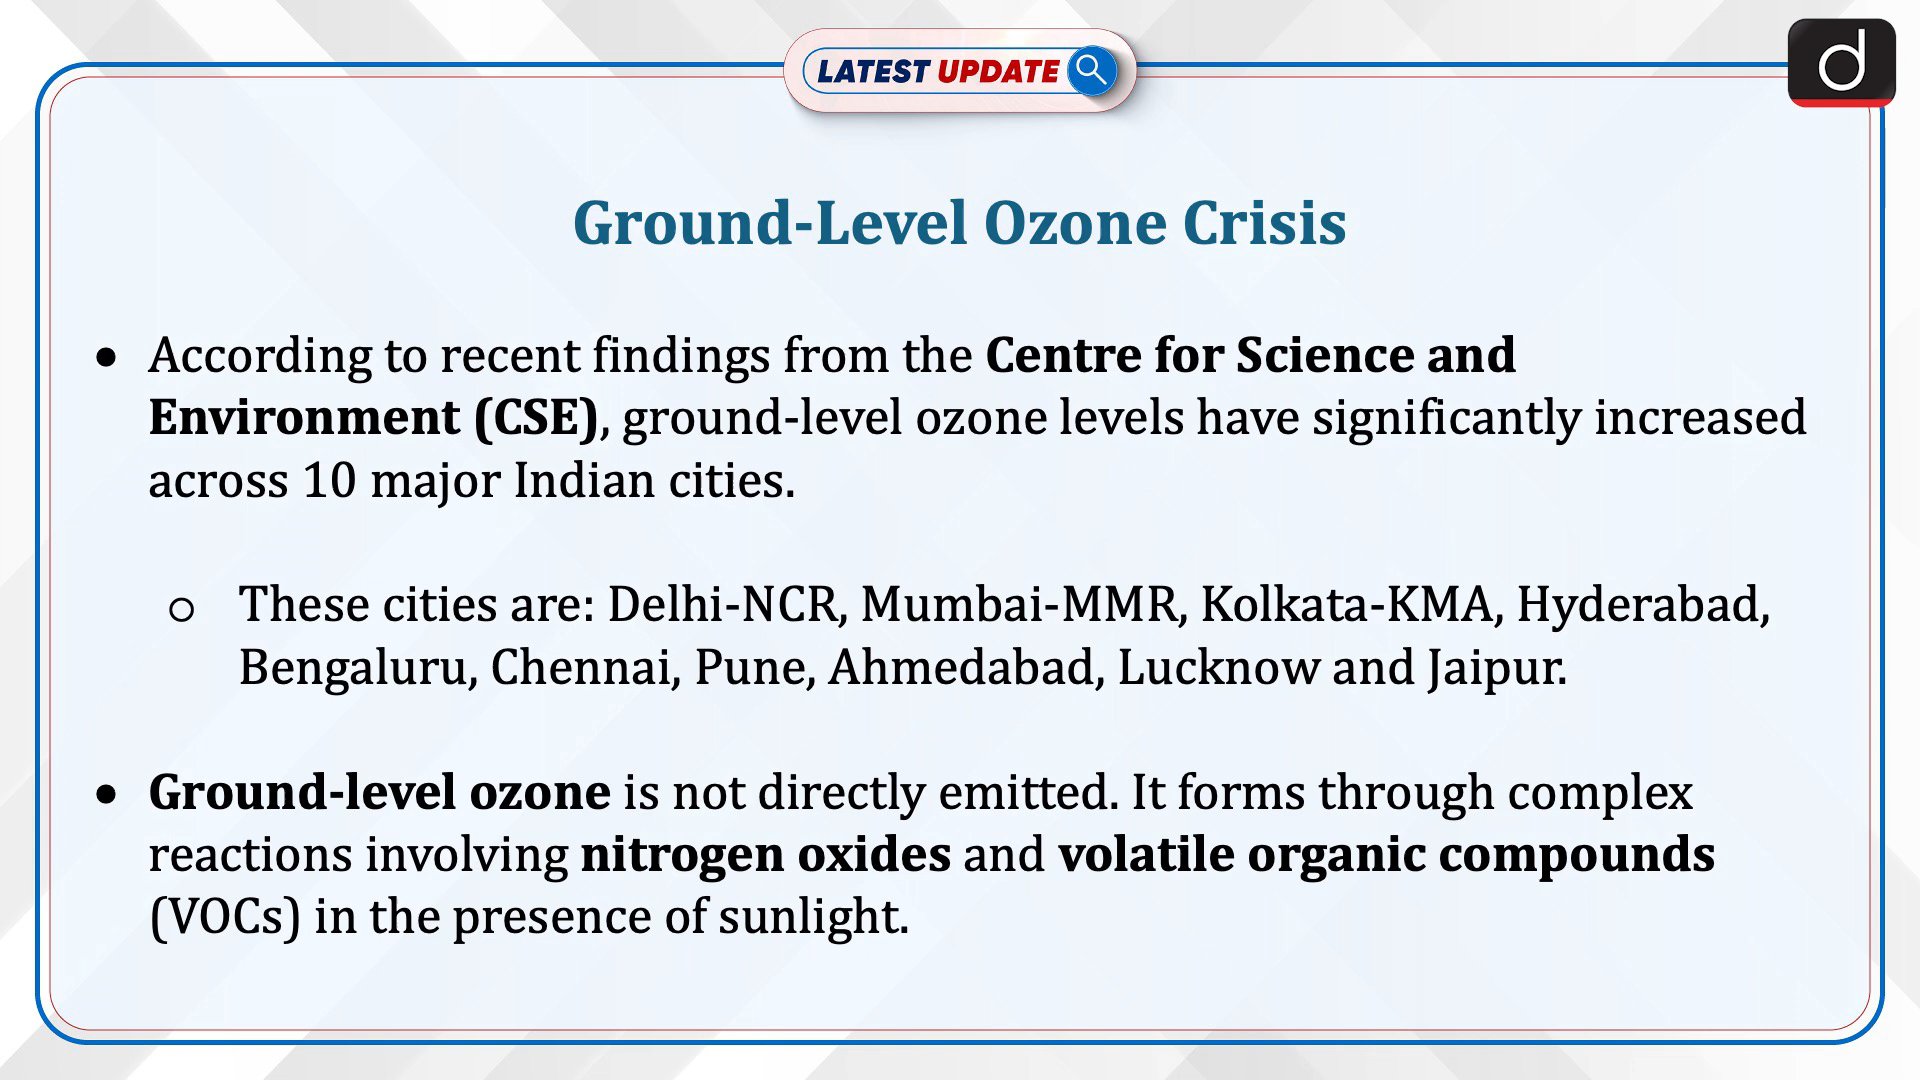 LATEST UPDATE
d
Ground-Level Ozone Crisis
• According to recent findings from the Centre for Science and
Environment (CSE), ground-level ozone levels have significantly increased
across 10 major Indian cities.
○ These cities are: Delhi-NCR, Mumbai-MMR, Kolkata-KMA, Hyderabad,
Bengaluru, Chennai, Pune, Ahmedabad, Lucknow and Jaipur.
• Ground-level ozone is not directly emitted. It forms through complex
reactions involving nitrogen oxides and volatile organic compounds
(VOCs) in the presence of sunlight.